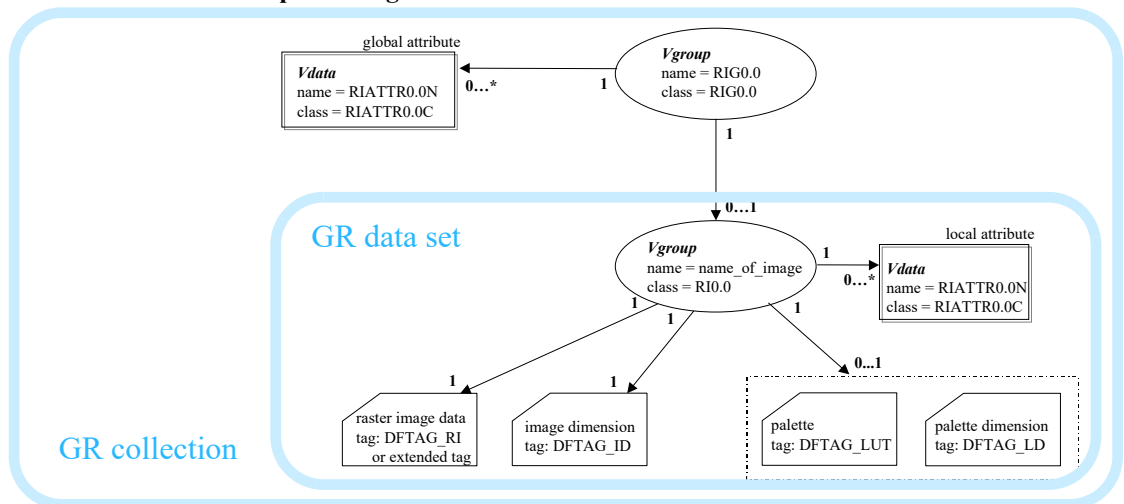 global attribute
Vdata
name = RIATTR0.0N
class = RIATTR0.0C
0…*
1
Vgroup
name = RIG0.0
class = RIG0.0
1
0…1
GR data set
Vgroup
name = name_of_image
class = RI0.0
1
0…*
local attribute
Vdata
name = RIATTR0.0N
class = RIATTR0.0C
1
1
1
1
1
0...1
raster image data
tag: DFTAG_RI
or extended tag
image dimension
tag: DFTAG_ID
palette
tag: DFTAG_LUT
palette dimension
tag: DFTAG_LD
GR collection